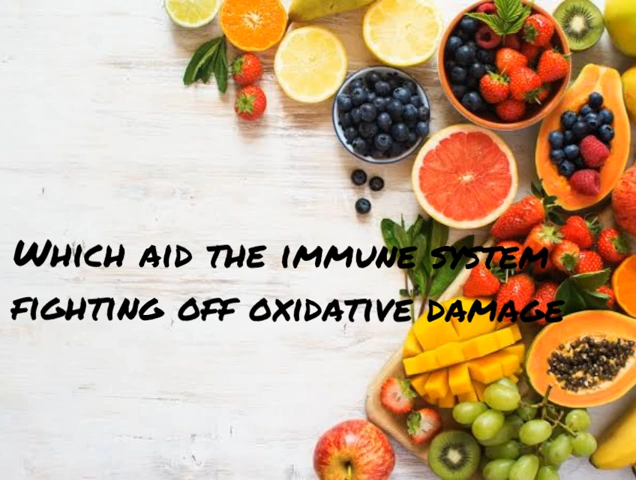 Which aid the immune system
fighting off oxidative damage